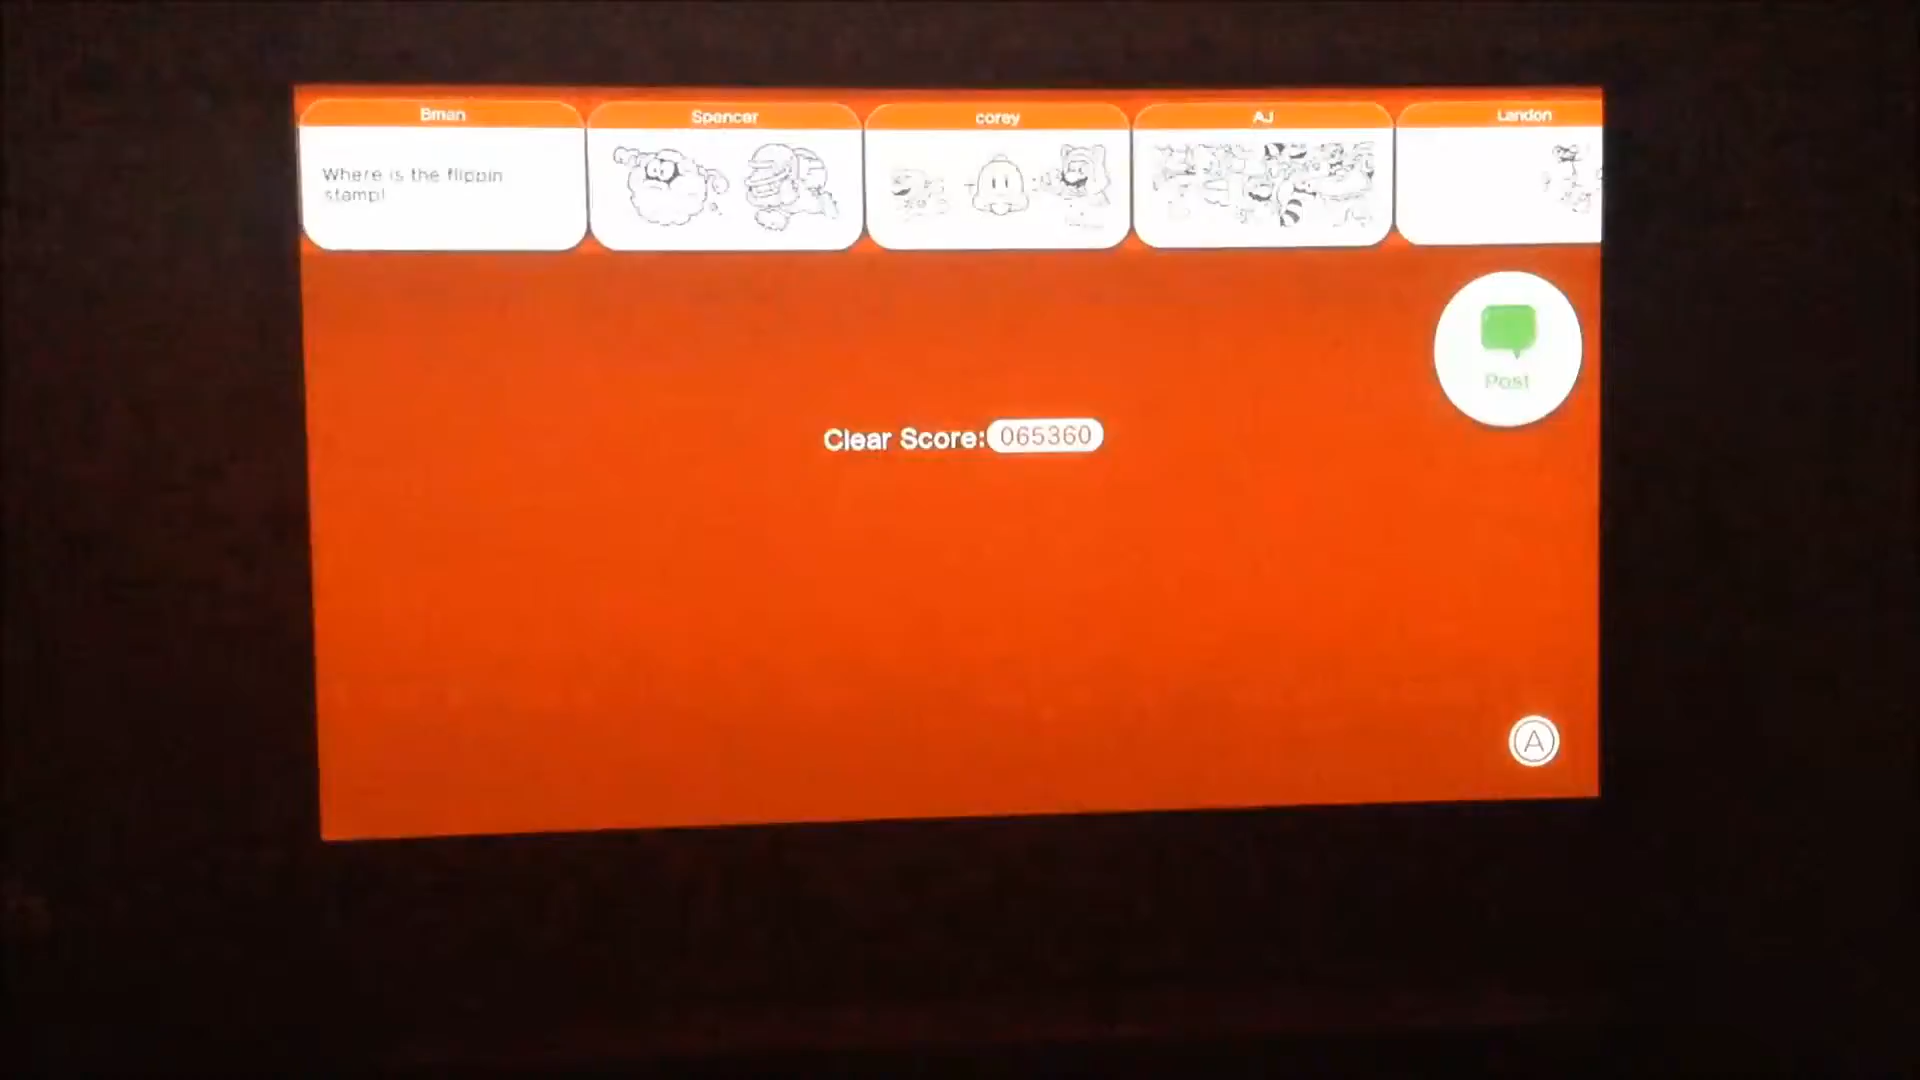 Bman
Spencer
corey
AJ
Landon
Where is the flippin
stamp!
Post
Clear Score: 065360
A